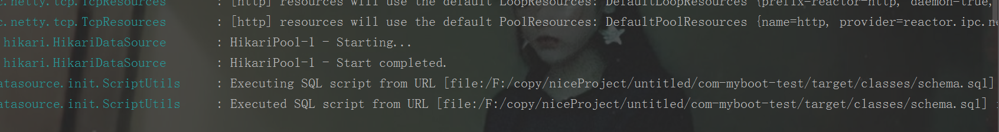 c.netty.tcp.TcpResources : [http] resources will use the default LoopResources: DefaultLoopResources {prefix=reactor-http, daemon=true,
c.netty.tcp.TcpResources : [http] resources will use the default PoolResources: DefaultPoolResources {name=http, provider=reactor.ipc.ne
hikari.HikariDataSource : HikariPool-1 - Starting...
hikari.HikariDataSource : HikariPool-1 - Start completed.
atasource.init.ScriptUtils : Executing SQL script from URL [file:/F:/copy/niceProject/untitled/com-myboot-test/target/classes/schema.sql]
atasource.init.ScriptUtils : Executed SQL script from URL [file:/F:/copy/niceProject/untitled/com-myboot-test/target/classes/schema.sql]